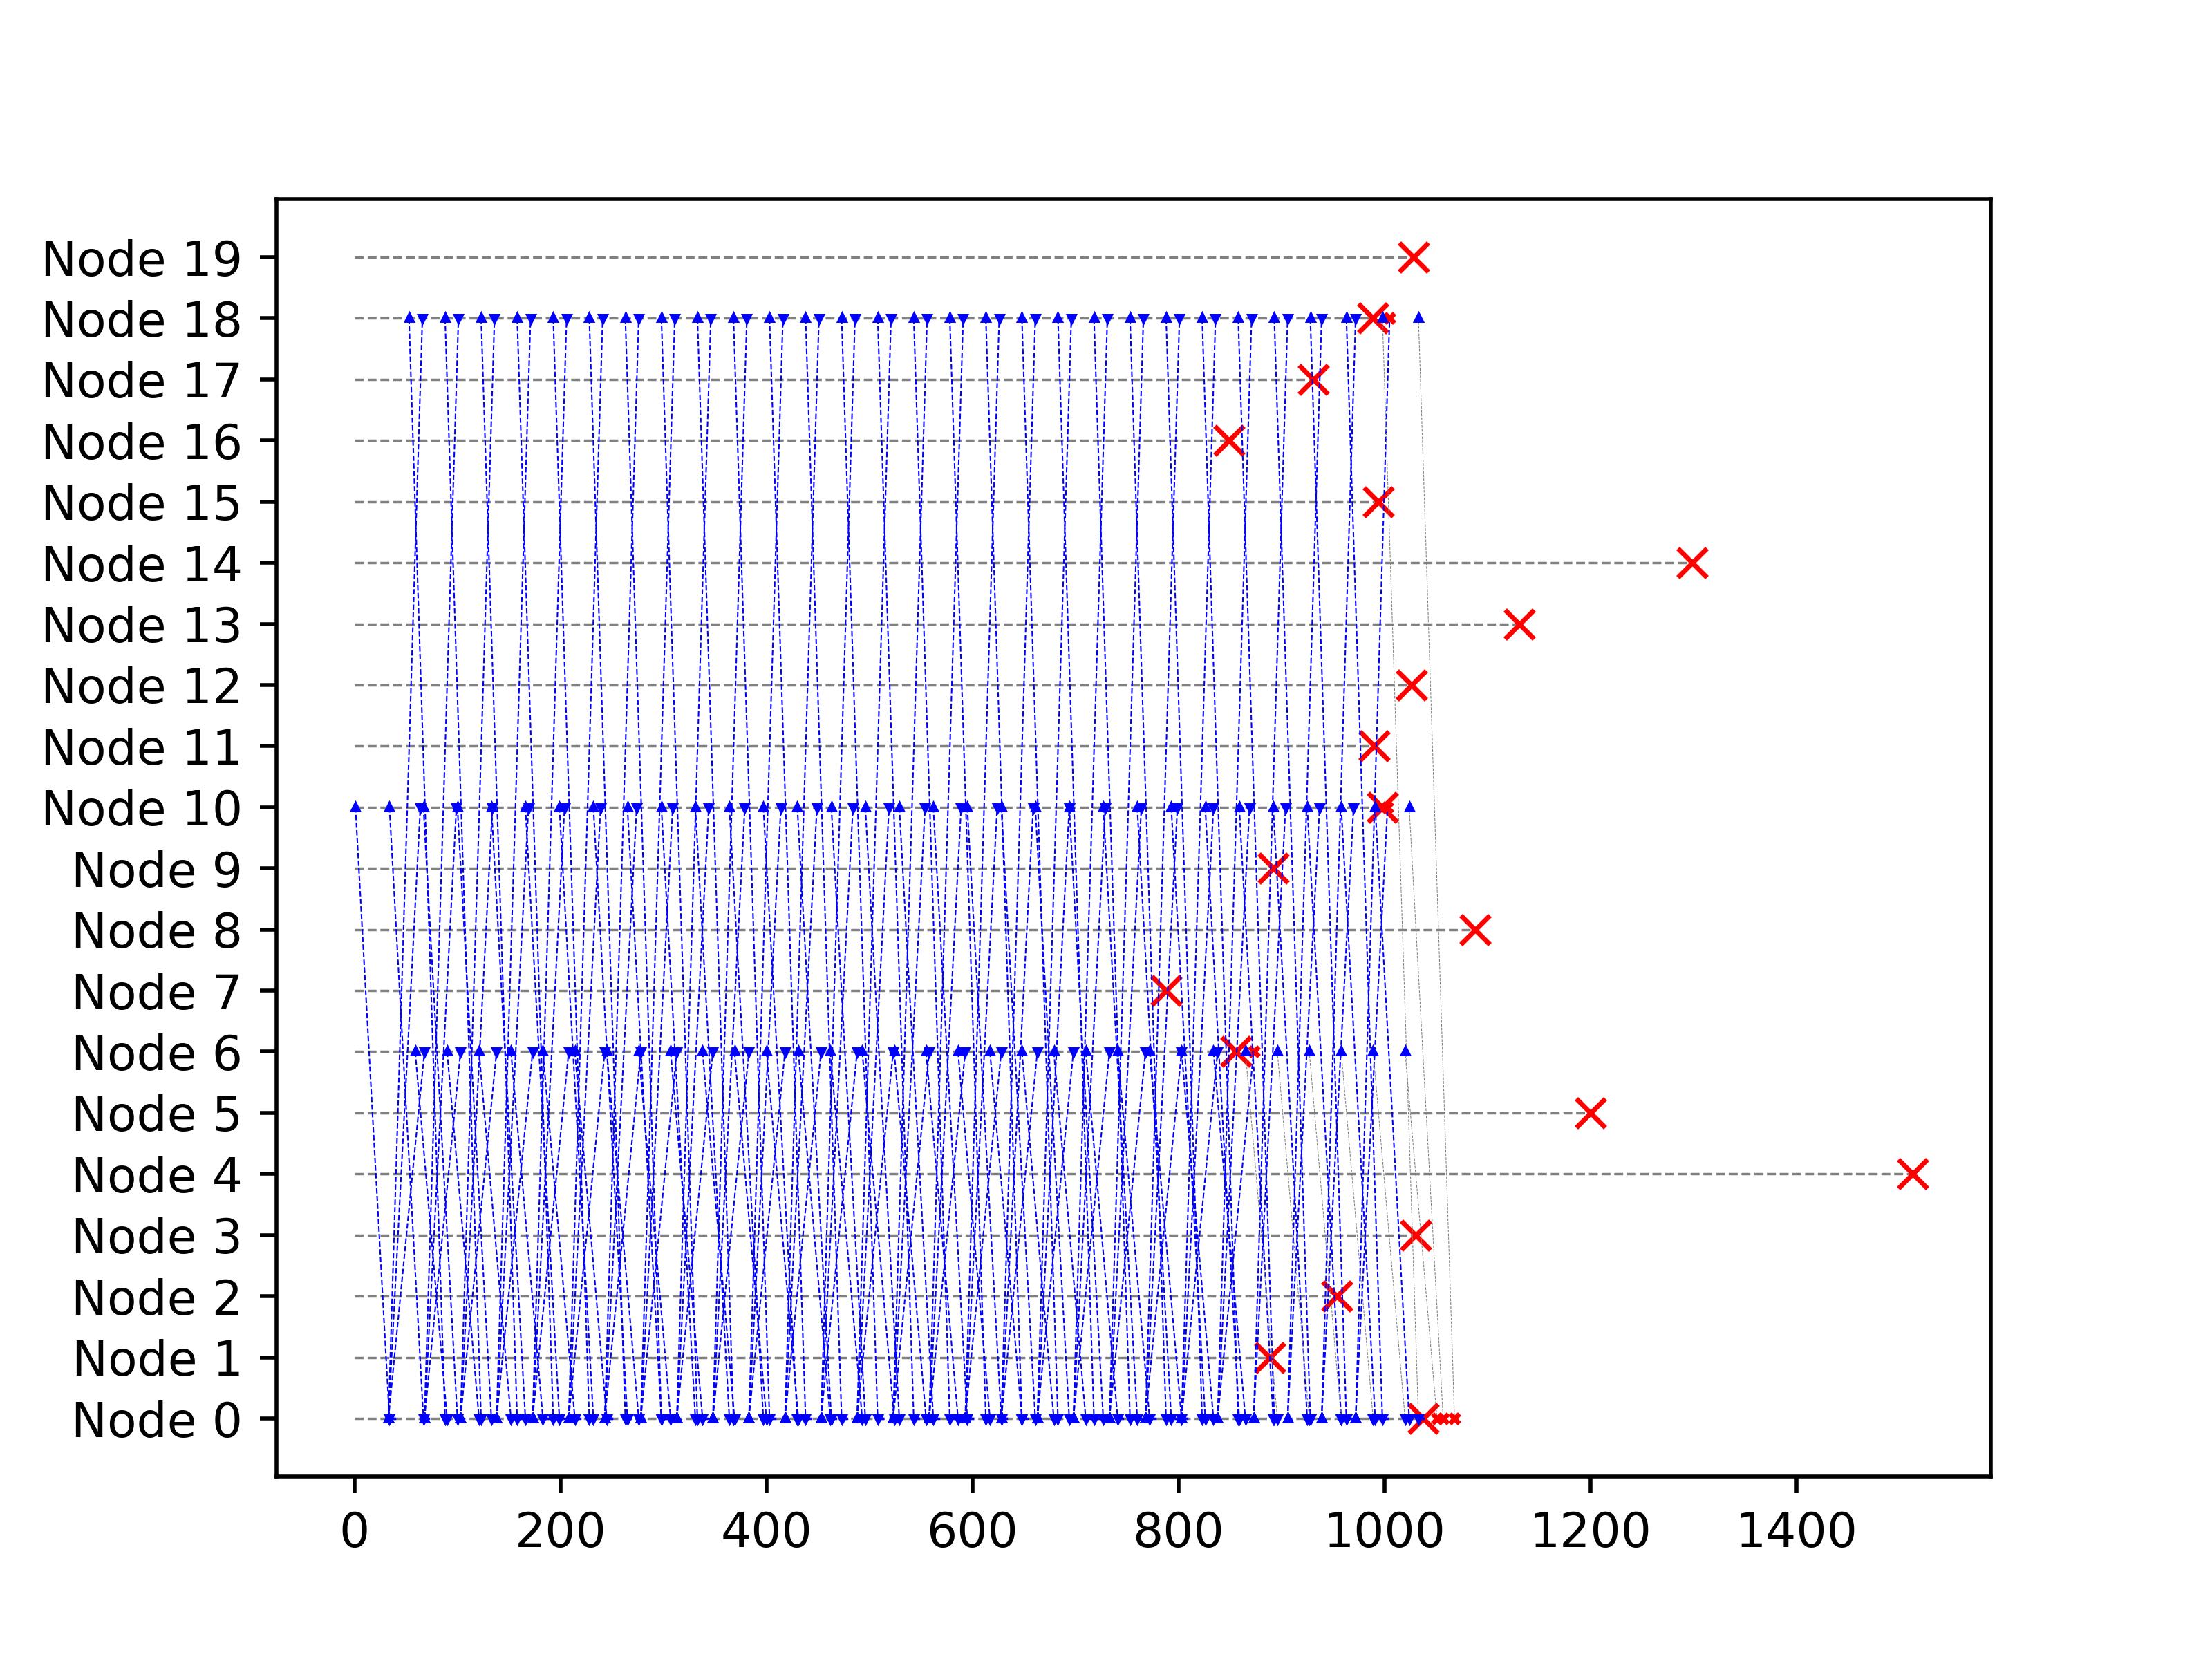 Node 19
Node 18
Node 17
Node 16
Node 15
Node 14
Node 13
Node 12
Node 11
Node 10
Node 9
Node 8
Node 7
Node 6
Node 5
Node 4
Node 3
Node 2
Node 1
Node 0
0 200 400 600 800 1000 1200 1400